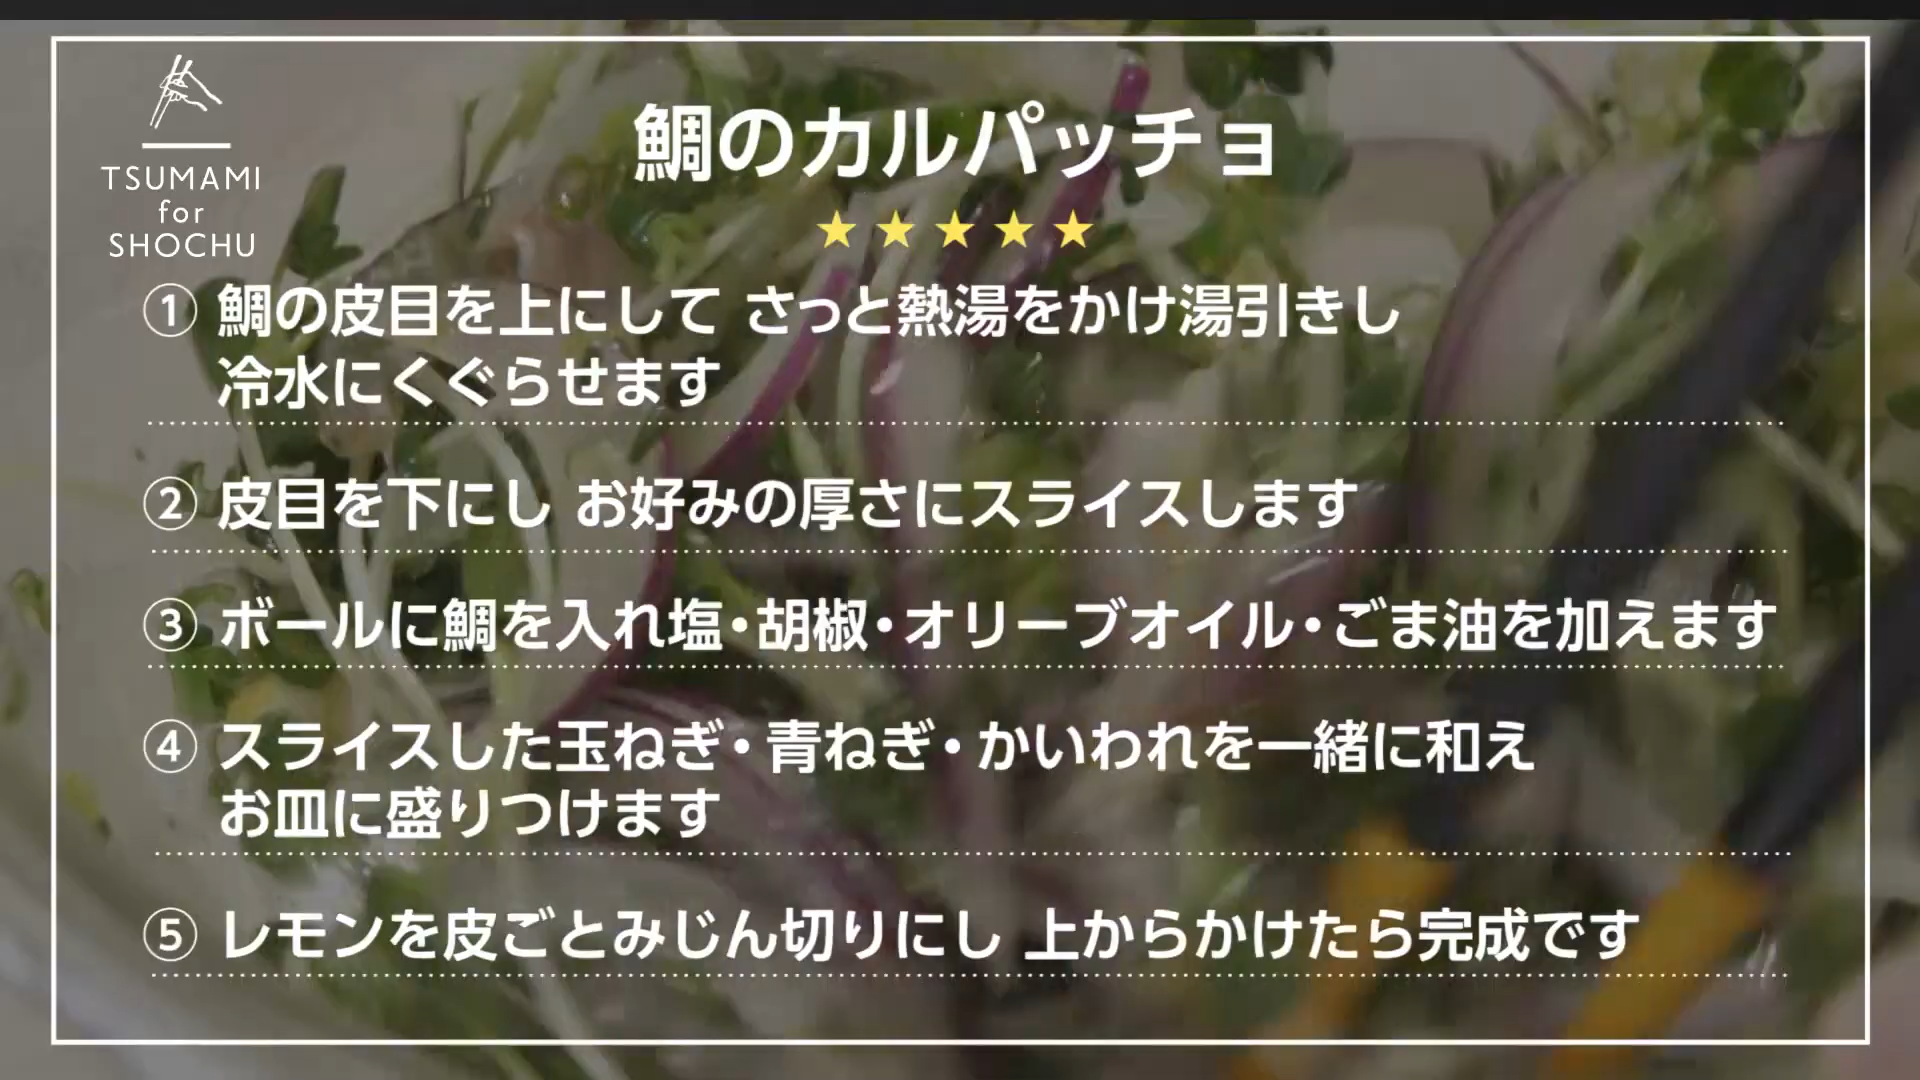 TSUMAMI
for
SHOCHU
鯛のカルパッチョ
★★★★★
① 鯛の皮目を上にして さっと熱湯をかけ湯引きし
冷水にくぐらせます
② 皮目を下にし お好みの厚さにスライスします
③ ボールに鯛を入れ塩・胡椒・オリーブオイル・ごま油を加えます
④ スライスした玉ねぎ・青ねぎ・かいわれを一緒に和え
お皿に盛りつけます
⑤ レモンを皮ごとみじん切りにし 上からかけたら完成です